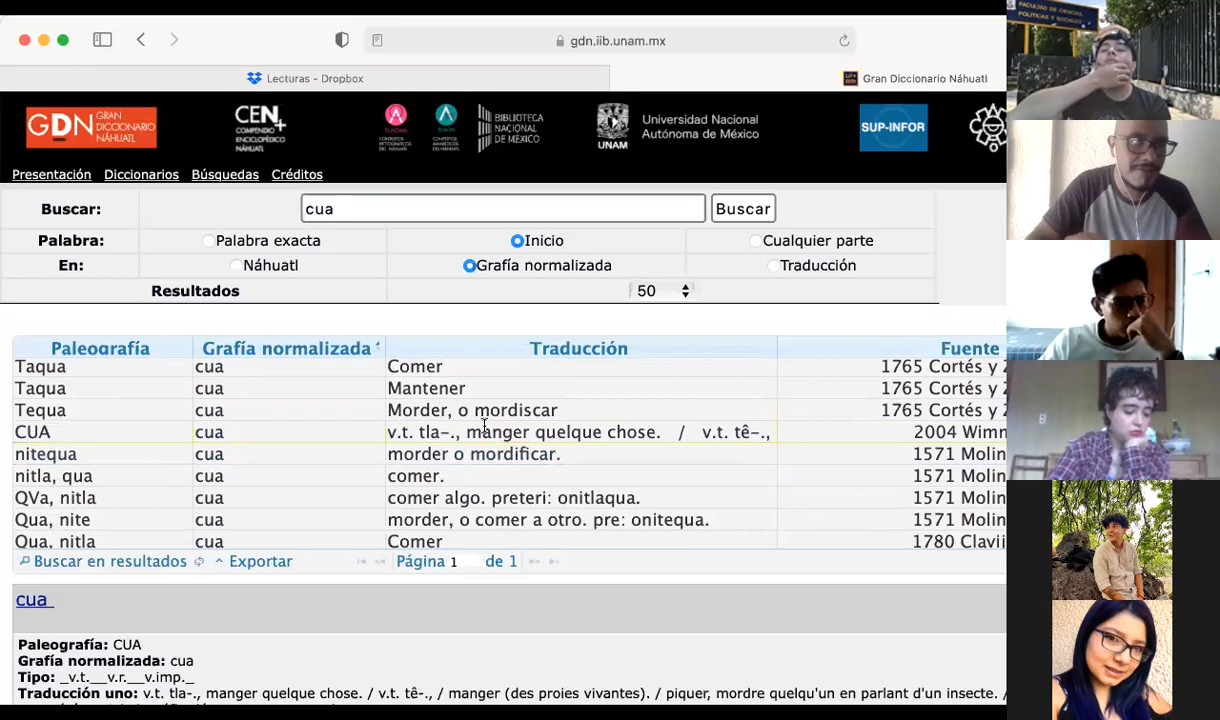 FACULTAD DE CIENCIAS
POLITICAS Y SOCIALES
gdn.iib.unam.mx
Lecturas – Dropbox
Gran Diccionario Náhuatl
GDN GRAN DICCIONARIO NÁHUATL
CEN+ COMPENDIO ENCICLOPÉDICO NÁHUATL
TLACHIA
BIBLIOTECA NACIONAL DE MÉXICO
UNAM
Universidad Nacional Autónoma de México
SUP-INFOR
Presentación Diccionarios Búsquedas Créditos
Buscar: cua Buscar
Palabra: Palabra exacta Inicio Cualquier parte
En: Náhuatl Grafía normalizada Traducción
Resultados 50
Paleografía Grafía normalizada Traducción Fuente
Taqua cua Comer 1765 Cortés y Z
Taqua cua Mantener 1765 Cortés y Z
Tequa cua Morder, o mordiscar 1765 Cortés y Z
CUA cua v.t. tla-., manger quelque chose. / v.t. tê-., 2004 Wimm
nitequa cua morder o mordificar. 1571 Molin
nitla, qua cua comer. 1571 Molin
QVa, nitla cua comer algo. preteri: onitlaqua. 1571 Molin
Qua, nite cua morder, o comer a otro. pre: onitequa. 1571 Molin
Qua, nitla cua Comer 1780 Clavij
Buscar en resultados Exportar Página 1 de 1
cua
Paleografía: CUA
Grafía normalizada: cua
Tipo: _v.t.__v.r.__v.imp._
Traducción uno: v.t. tla-., manger quelque chose. / v.t. tê-., / manger (des proies vivantes). / piquer, mordre quelqu'un en parlant d'un insecte. /